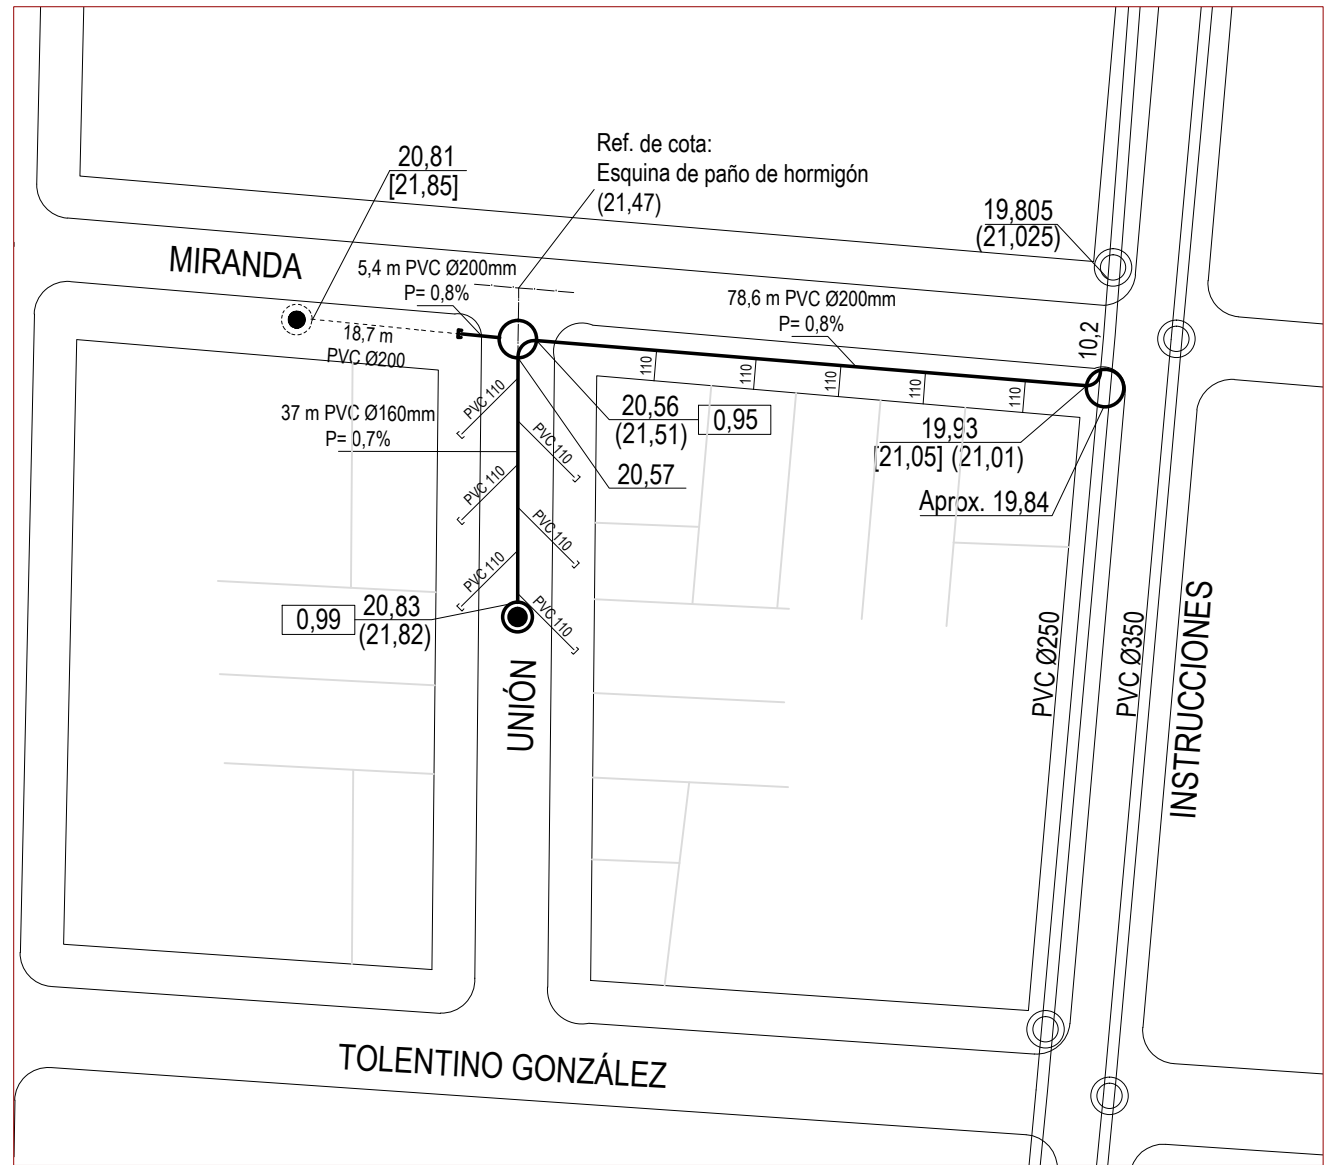 Ref. de cota:
Esquina de paño de hormigón
(21,47)
20,81
[21,85]
19,805
(21,025)
MIRANDA
5,4 m PVC Ø200mm
P= 0,8%
78,6 m PVC Ø200mm
P= 0,8%
18,7 m
PVC Ø200
10,2
110
110
110
110
110
37 m PVC Ø160mm
P= 0,7%
PVC 110
PVC 110
PVC 110
PVC 110
PVC 110
PVC 110
20,56
(21,51)
0,95
20,57
19,93
[21,05] (21,01)
Aprox. 19,84
0,99
20,83
(21,82)
UNIÓN
PVC Ø250
PVC Ø350
INSTRUCCIONES
TOLENTINO GONZÁLEZ